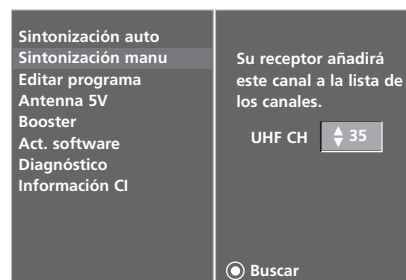 Sintonización auto
Sintonización manu
Editar programa
Antenna 5V
Booster
Act. software
Diagnóstico
Información CI
Su receptor añadirá
este canal a la lista de
los canales.
UHF CH 35
Buscar